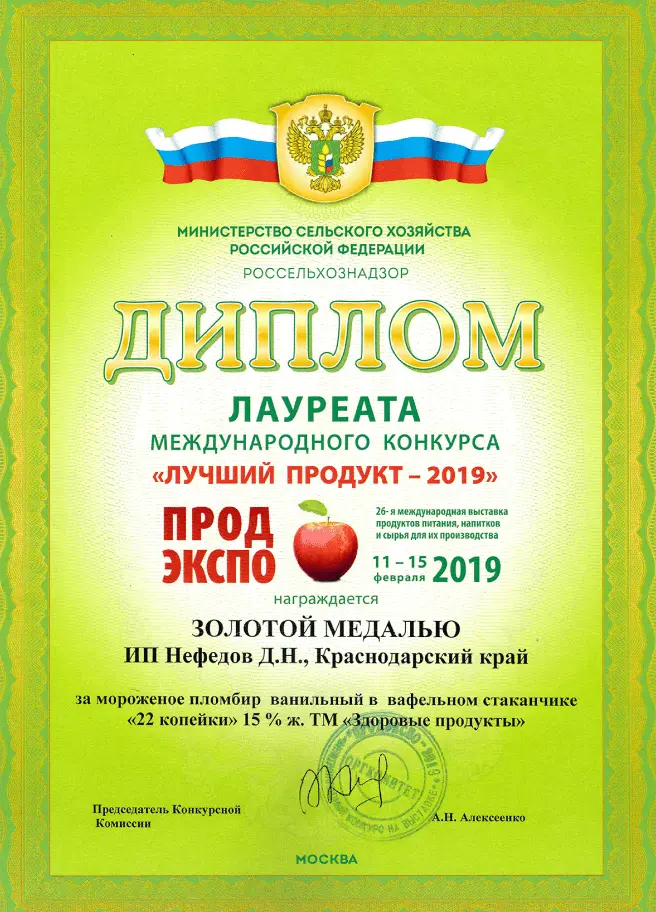 МИНИСТЕРСТВО СЕЛЬСКОГО ХОЗЯЙСТВА
РОССИЙСКОЙ ФЕДЕРАЦИИ
РОССЕЛЬХОЗНАДЗОР
ДИПЛОМ
ЛАУРЕАТА
МЕЖДУНАРОДНОГО КОНКУРСА
«ЛУЧШИЙ ПРОДУКТ – 2019»
ПРОД
ЭКСПО
26- я международная выставка
продуктов питания, напитков
и сырья для их производства
11 – 15
февраля
2019
награждается
ЗОЛОТОЙ МЕДАЛЬЮ
ИП Нефедов Д.Н., Краснодарский край
за мороженое пломбир ванильный в вафельном стаканчике
«22 копейки» 15 % ж. ТМ «Здоровые продукты»
ОРГКОМИТЕТ
Председатель Конкурсной
Комиссии
А.Н. Алексеенко
МОСКВА